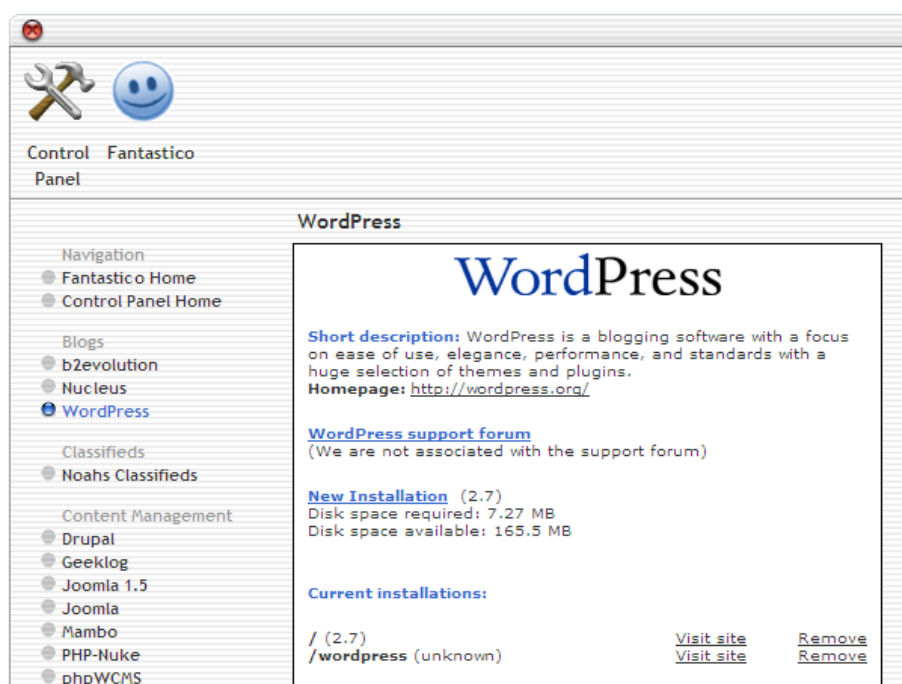 Control Fantastico
Panel
WordPress
Navigation
Fantastico Home
Control Panel Home
Blogs
b2evolution
Nucleus
WordPress
Classifieds
Noahs Classifieds
Content Management
Drupal
Geeklog
Joomla 1.5
Joomla
Mambo
PHP-Nuke
phpWCMS
WordPress
Short description: WordPress is a blogging software with a focus
on ease of use, elegance, performance, and standards with a
huge selection of themes and plugins.
Homepage: http://wordpress.org/
WordPress support forum
(We are not associated with the support forum)
New Installation (2.7)
Disk space required: 7.27 MB
Disk space available: 165.5 MB
Current installations:
/ (2.7) Visit site Remove
/wordpress (unknown) Visit site Remove